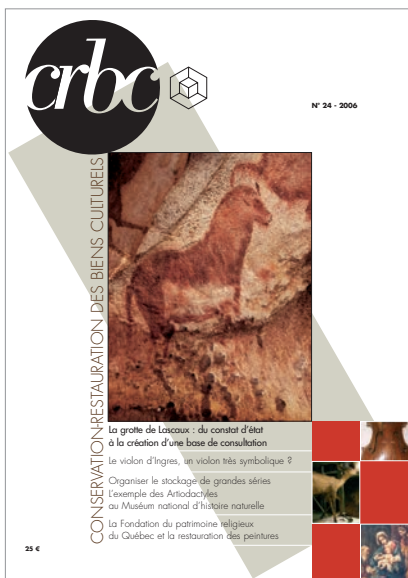 crbc
N° 24 - 2006
CONSERVATION-RESTAURATION DES BIENS CULTURELS
La grotte de Lascaux : du constat d'état
à la création d'une base de consultation
Le violon d'Ingres, un violon très symbolique ?
Organiser le stockage de grandes séries
L'exemple des Artiodactyles
au Muséum national d'histoire naturelle
La Fondation du patrimoine religieux
du Québec et la restauration des peintures
25 €